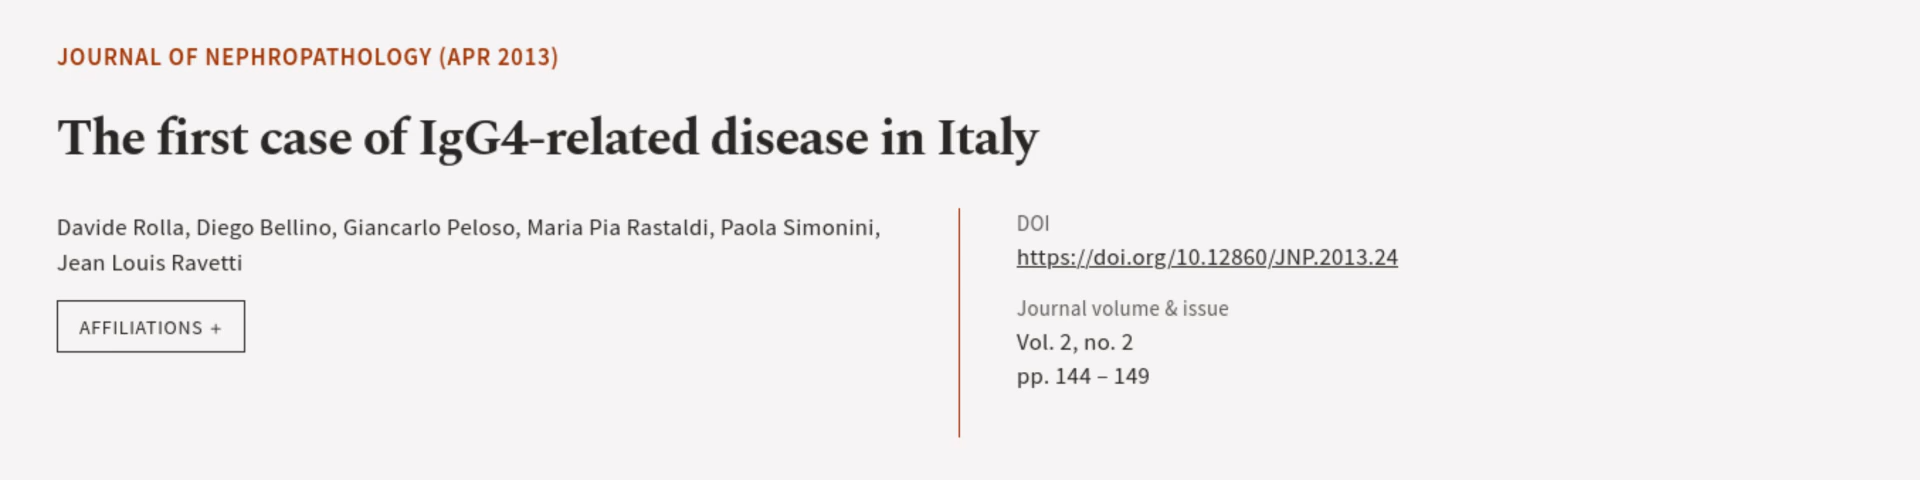 JOURNAL OF NEPHROPATHOLOGY (APR 2013)
The first case of IgG4-related disease in Italy
Davide Rolla, Diego Bellino, Giancarlo Peloso, Maria Pia Rastaldi, Paola Simonini,
Jean Louis Ravetti
AFFILIATIONS +
DOI
https://doi.org/10.12860/JNP.2013.24
Journal volume & issue
Vol. 2, no. 2
pp. 144 – 149